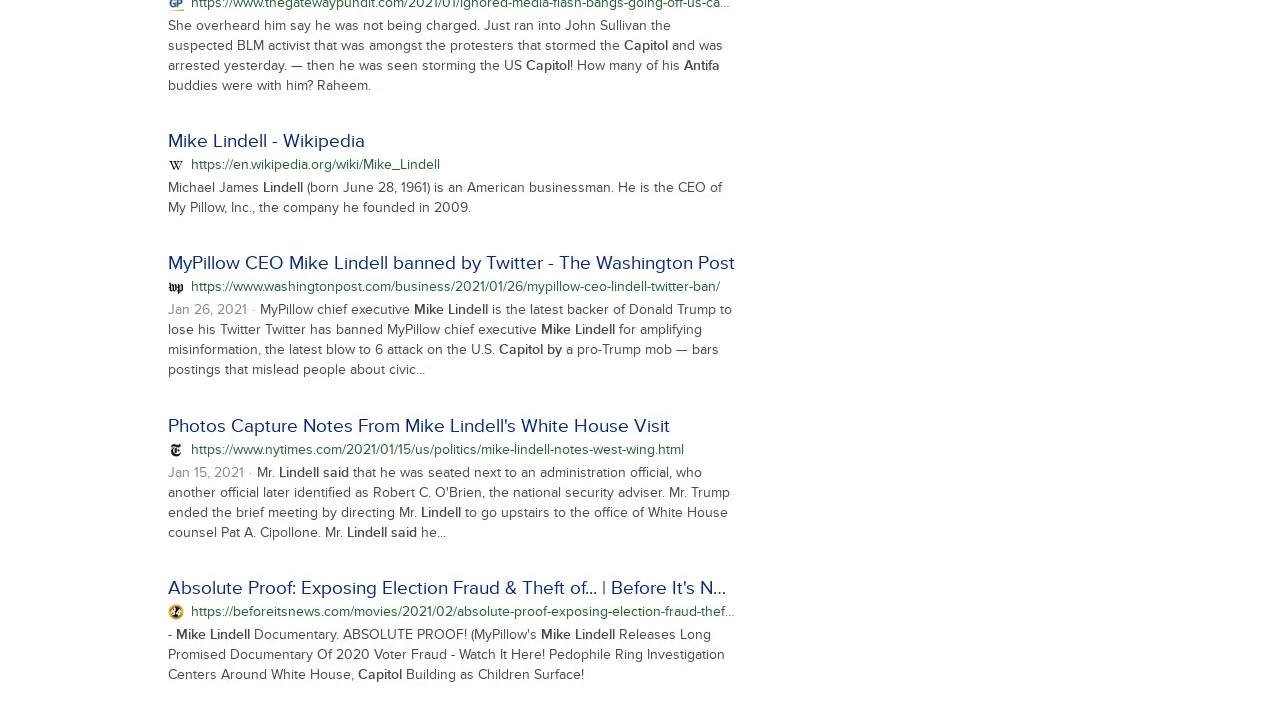 https://www.thegatewaypundit.com/2021/01/ignored-media-flash-bangs-going-off-us-ca...
She overheard him say he was not being charged. Just ran into John Sullivan the
suspected BLM activist that was amongst the protesters that stormed the Capitol and was
arrested yesterday. — then he was seen storming the US Capitol! How many of his Antifa
buddies were with him? Raheem.
Mike Lindell - Wikipedia
https://en.wikipedia.org/wiki/Mike_Lindell
Michael James Lindell (born June 28, 1961) is an American businessman. He is the CEO of
My Pillow, Inc., the company he founded in 2009.
MyPillow CEO Mike Lindell banned by Twitter - The Washington Post
https://www.washingtonpost.com/business/2021/01/26/mypillow-ceo-lindell-twitter-ban/
Jan 26, 2021 · MyPillow chief executive Mike Lindell is the latest backer of Donald Trump to
lose his Twitter Twitter has banned MyPillow chief executive Mike Lindell for amplifying
misinformation, the latest blow to 6 attack on the U.S. Capitol by a pro-Trump mob — bars
postings that mislead people about civic...
Photos Capture Notes From Mike Lindell's White House Visit
https://www.nytimes.com/2021/01/15/us/politics/mike-lindell-notes-west-wing.html
Jan 15, 2021 · Mr. Lindell said that he was seated next to an administration official, who
another official later identified as Robert C. O'Brien, the national security adviser. Mr. Trump
ended the brief meeting by directing Mr. Lindell to go upstairs to the office of White House
counsel Pat A. Cipollone. Mr. Lindell said he...
Absolute Proof: Exposing Election Fraud & Theft of... | Before It's N...
https://beforeitsnews.com/movies/2021/02/absolute-proof-exposing-election-fraud-thef...
- Mike Lindell Documentary. ABSOLUTE PROOF! (MyPillow's Mike Lindell Releases Long
Promised Documentary Of 2020 Voter Fraud - Watch It Here! Pedophile Ring Investigation
Centers Around White House, Capitol Building as Children Surface!